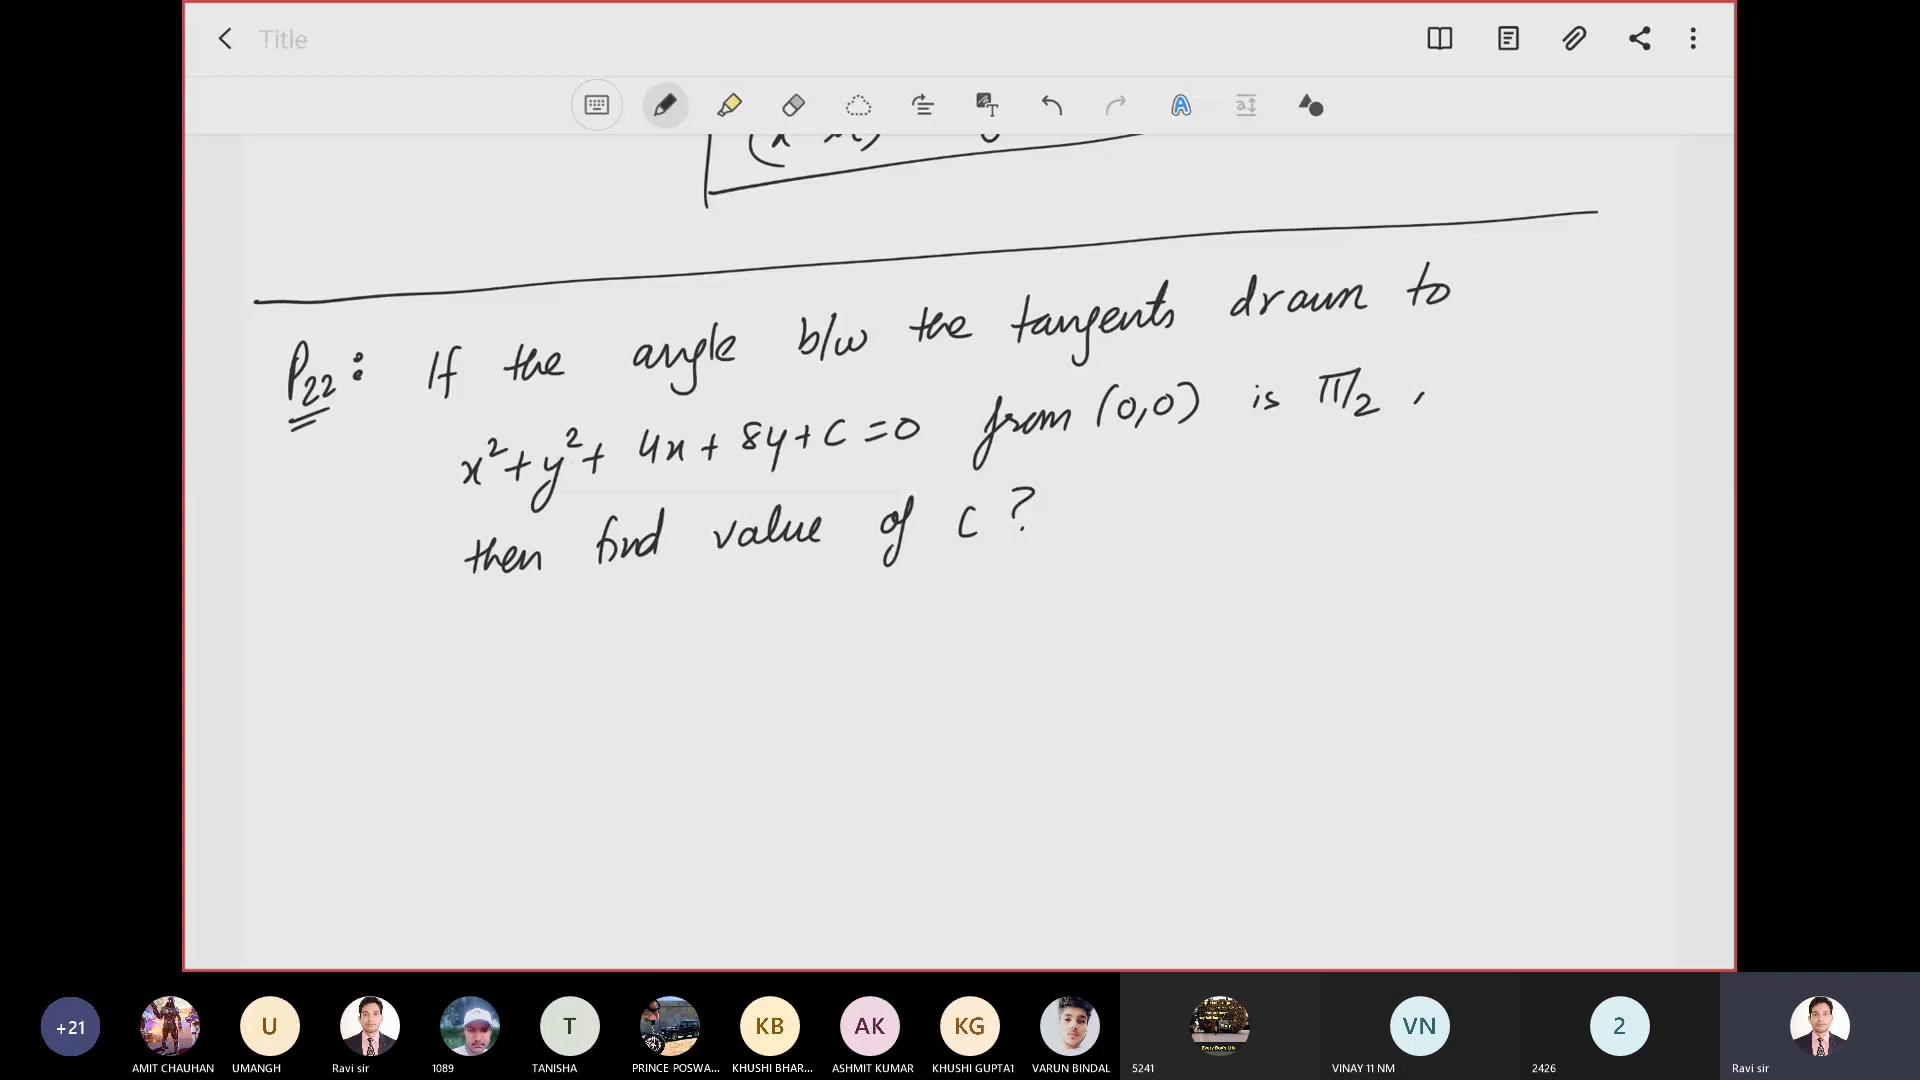 Title
P22: If the angle b/w the tangents drawn to
x²+y²+ 4x + 8y + C = 0 from (0,0) is π/2 ,
then find value of C ?
+21
U
T
KB
AK
KG
VN
2
AMIT CHAUHAN UMANGH Ravi sir 1089 TANISHA PRINCE POSWA... KHUSHI BHAR... ASHMIT KUMAR KHUSHI GUPTA1 VARUN BINDAL 5241 VINAY 11 NM 2426 Ravi sir